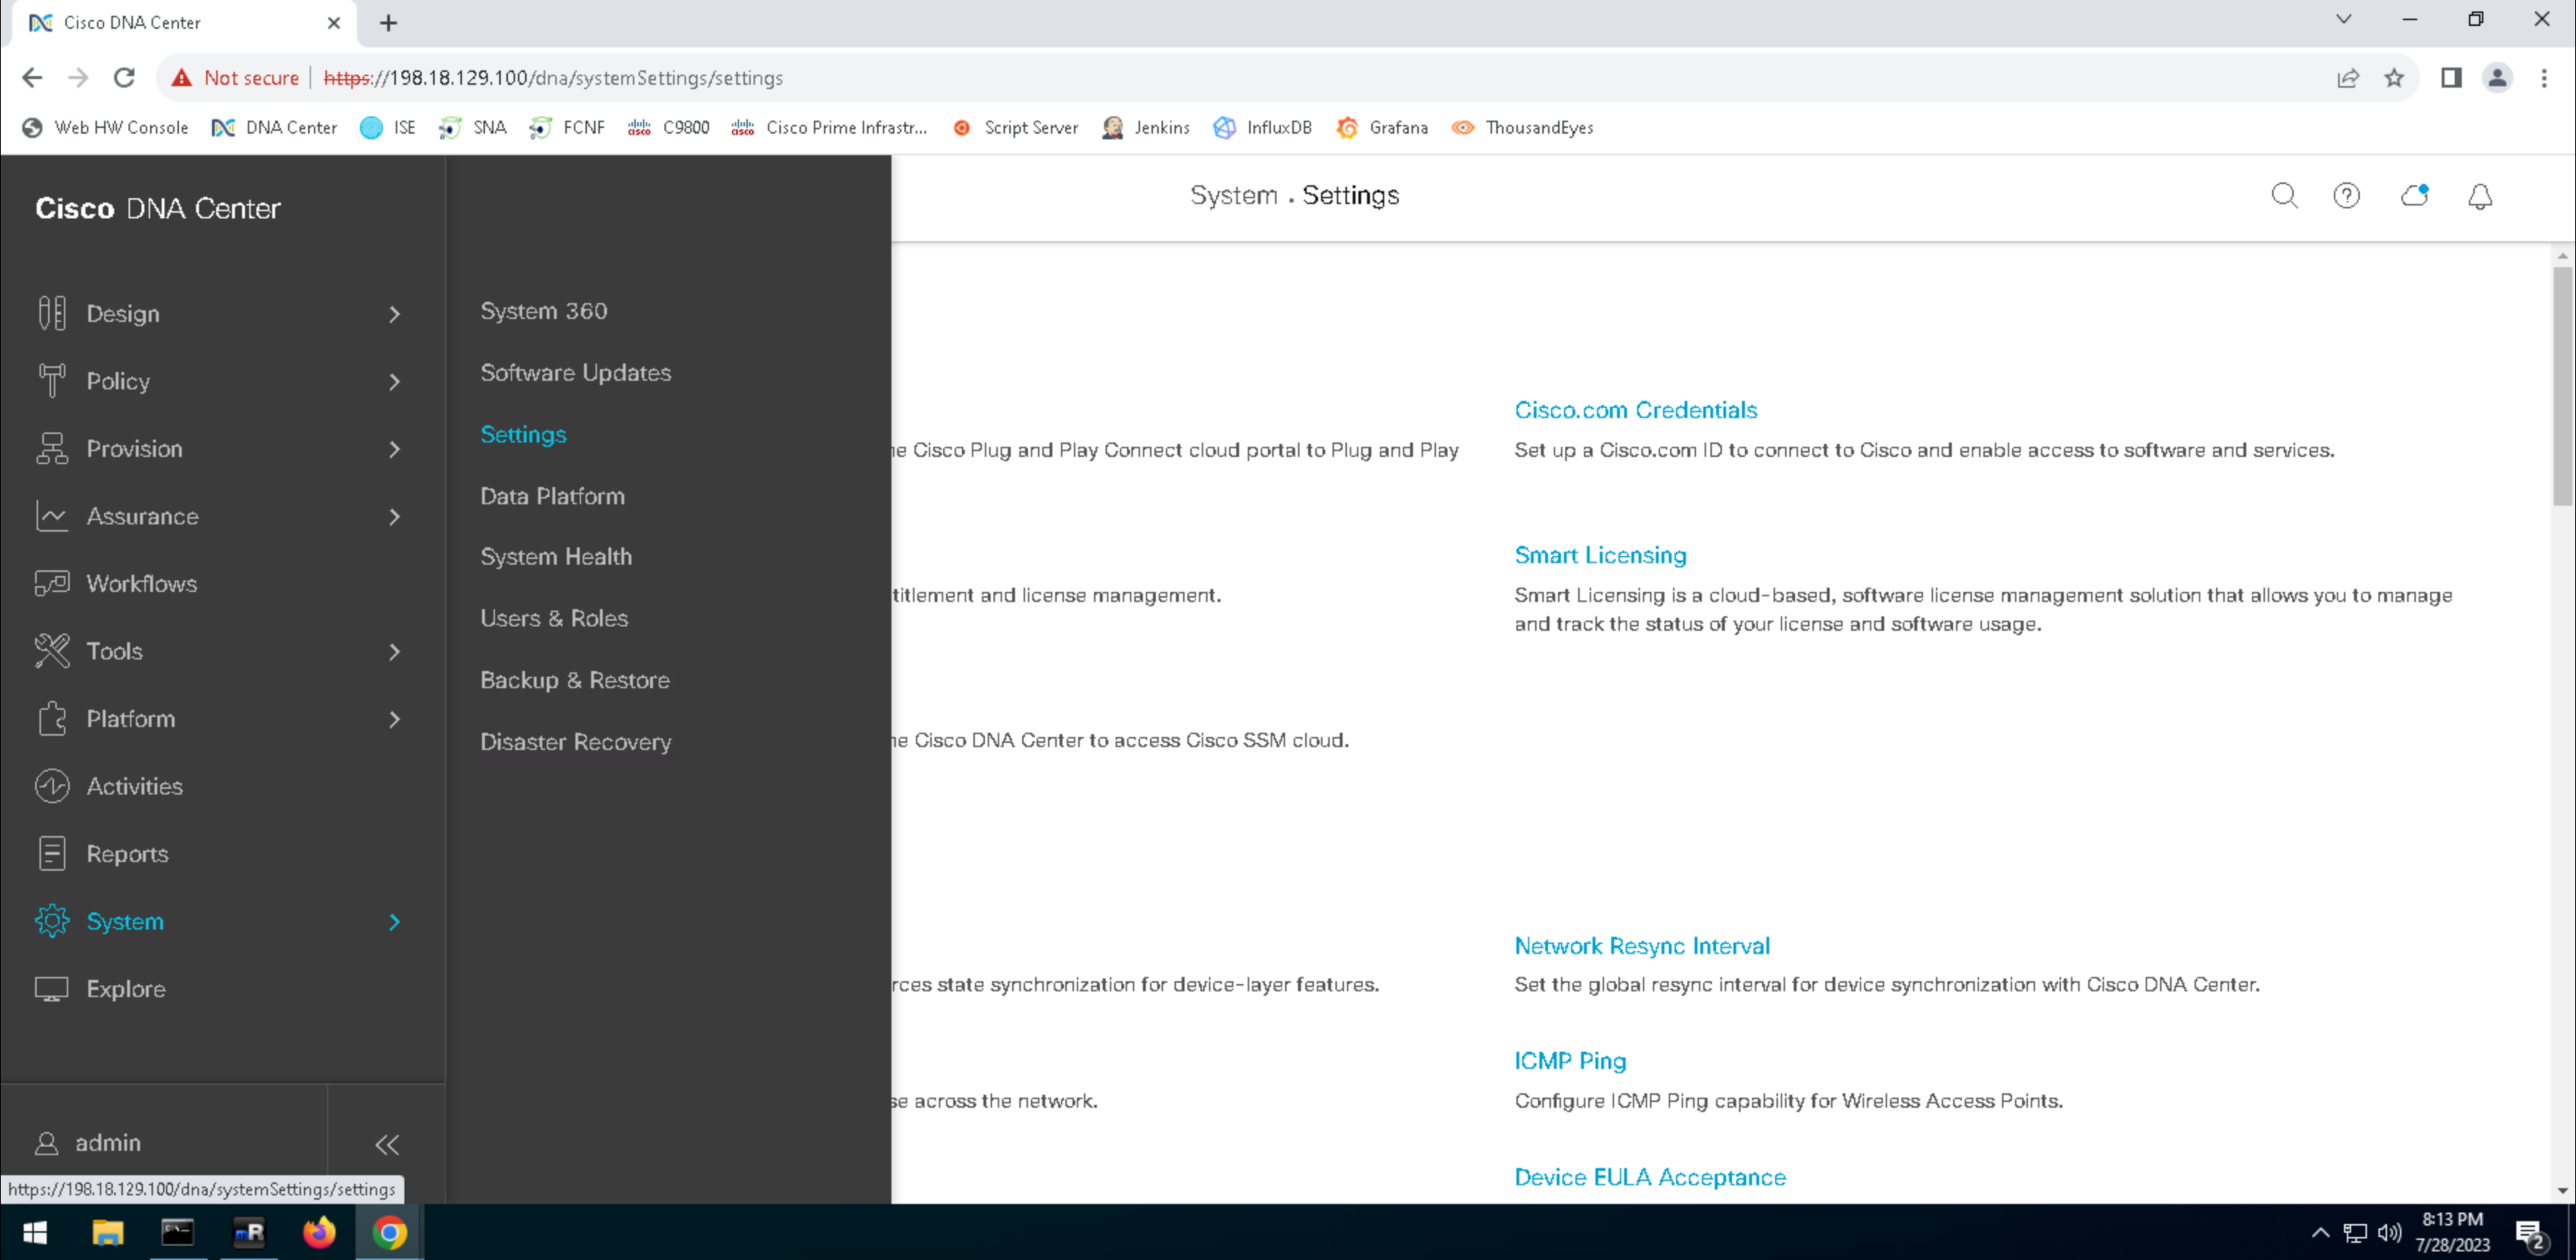 Cisco DNA Center
Not secure
https://198.18.129.100/dna/systemSettings/settings
Web HW Console
DNA Center
ISE
SNA
FCNF
C9800
Cisco Prime Infrastr...
Script Server
Jenkins
InfluxDB
Grafana
ThousandEyes
Cisco DNA Center
System . Settings
Design
Policy
Provision
Assurance
Workflows
Tools
Platform
Activities
Reports
System
Explore
admin
https://198.18.129.100/dna/systemSettings/settings
System 360
Software Updates
Settings
Data Platform
System Health
Users & Roles
Backup & Restore
Disaster Recovery
Cisco Plug and Play Connect cloud portal to Plug and Play
and license management.
Cisco DNA Center to access Cisco SSM cloud.
state synchronization for device-layer features.
across the network.
Cisco.com Credentials
Set up a Cisco.com ID to connect to Cisco and enable access to software and services.
Smart Licensing
Smart Licensing is a cloud-based, software license management solution that allows you to manage
and track the status of your license and software usage.
Network Resync Interval
Set the global resync interval for device synchronization with Cisco DNA Center.
ICMP Ping
Configure ICMP Ping capability for Wireless Access Points.
Device EULA Acceptance
8:13 PM
7/28/2023
2